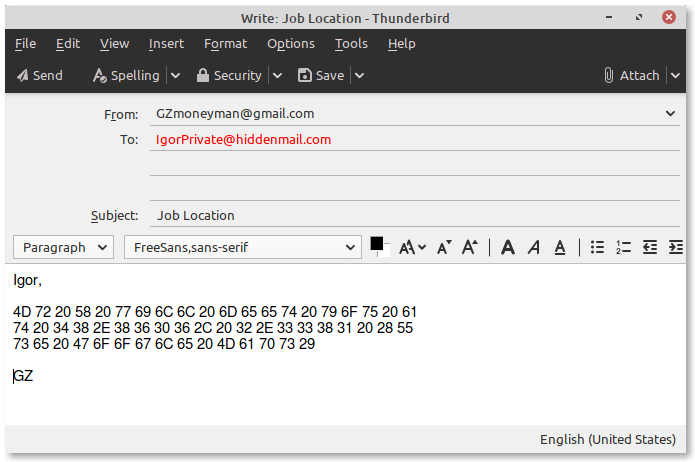 Write: Job Location - Thunderbird
File Edit View Insert Format Options Tools Help
Send Spelling Security Save Attach
From: GZmoneyman@gmail.com
To: IgorPrivate@hiddenmail.com
Subject: Job Location
Paragraph FreeSans,sans-serif
Igor,
4D 72 20 58 20 77 69 6C 6C 20 6D 65 65 74 20 79 6F 75 20 61
74 20 34 38 2E 38 36 30 36 2C 20 32 2E 33 33 38 31 20 28 55
73 65 20 47 6F 6F 67 6C 65 20 4D 61 70 73 29
GZ
English (United States)